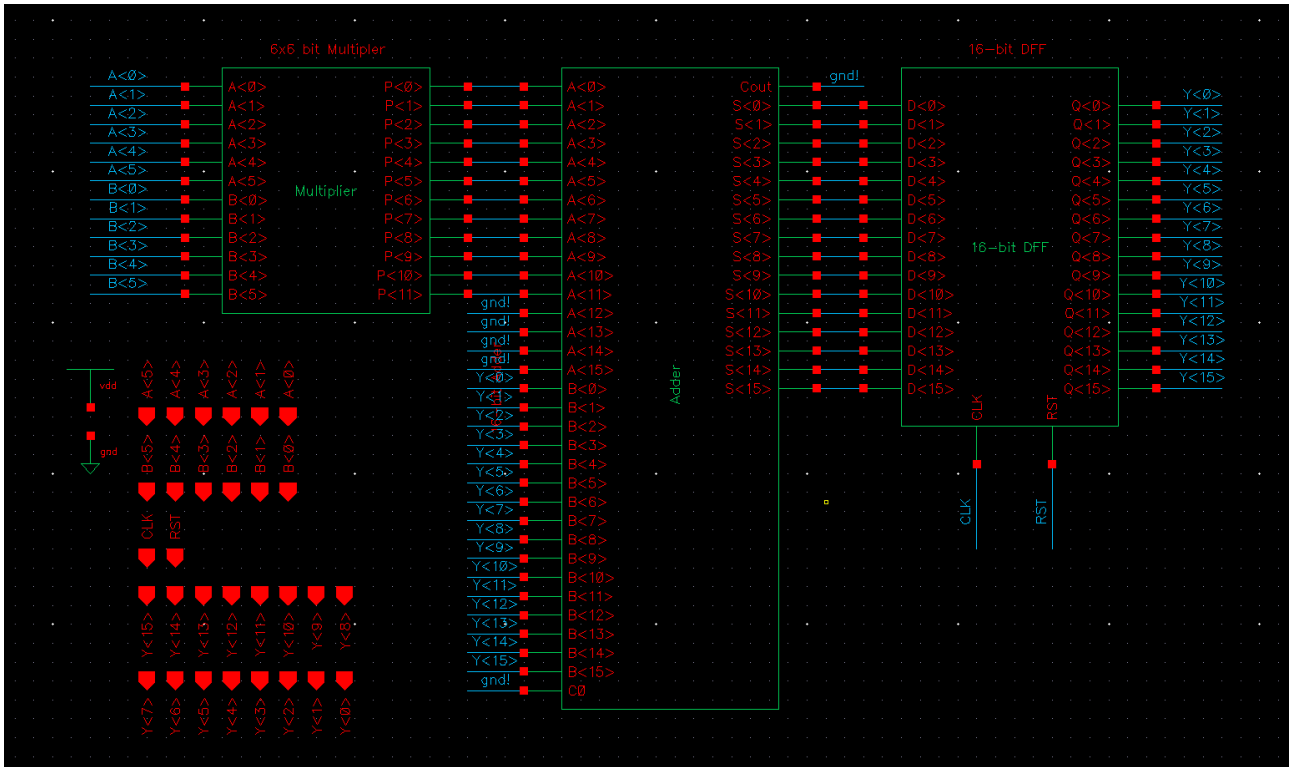 6x6 bit Multipler
A<0>
A<1>
A<2>
A<3>
A<4>
A<5>
B<0>
B<1>
B<2>
B<3>
B<4>
B<5>
A<0>
A<1>
A<2>
A<3>
A<4>
A<5>
B<0>
B<1>
B<2>
B<3>
B<4>
B<5>
Multiplier
P<0>
P<1>
P<2>
P<3>
P<4>
P<5>
P<6>
P<7>
P<8>
P<9>
P<10>
P<11>
gnd!
gnd!
gnd!
gnd!
Y<0>
Y<1>
Y<2>
Y<3>
Y<4>
Y<5>
Y<6>
Y<7>
Y<8>
Y<9>
Y<10>
Y<11>
Y<12>
Y<13>
Y<14>
Y<15>
gnd!
A<0>
A<1>
A<2>
A<3>
A<4>
A<5>
A<6>
A<7>
A<8>
A<9>
A<10>
A<11>
A<12>
A<13>
A<14>
A<15>
B<0>
B<1>
B<2>
B<3>
B<4>
B<5>
B<6>
B<7>
B<8>
B<9>
B<10>
B<11>
B<12>
B<13>
B<14>
B<15>
C0
Adder
Cout
S<0>
S<1>
S<2>
S<3>
S<4>
S<5>
S<6>
S<7>
S<8>
S<9>
S<10>
S<11>
S<12>
S<13>
S<14>
S<15>
gnd!
16-bit DFF
D<0>
D<1>
D<2>
D<3>
D<4>
D<5>
D<6>
D<7>
D<8>
D<9>
D<10>
D<11>
D<12>
D<13>
D<14>
D<15>
16-bit DFF
Q<0>
Q<1>
Q<2>
Q<3>
Q<4>
Q<5>
Q<6>
Q<7>
Q<8>
Q<9>
Q<10>
Q<11>
Q<12>
Q<13>
Q<14>
Q<15>
Y<0>
Y<1>
Y<2>
Y<3>
Y<4>
Y<5>
Y<6>
Y<7>
Y<8>
Y<9>
Y<10>
Y<11>
Y<12>
Y<13>
Y<14>
Y<15>
CLK
RST
CLK
RST
vdd
gnd
A<5> A<4> A<3> A<2> A<1> A<0>
B<5> B<4> B<3> B<2> B<1> B<0>
CLK RST
Y<15> Y<14> Y<13> Y<12> Y<11> Y<10> Y<9> Y<8>
Y<7> Y<6> Y<5> Y<4> Y<3> Y<2> Y<1> Y<0>